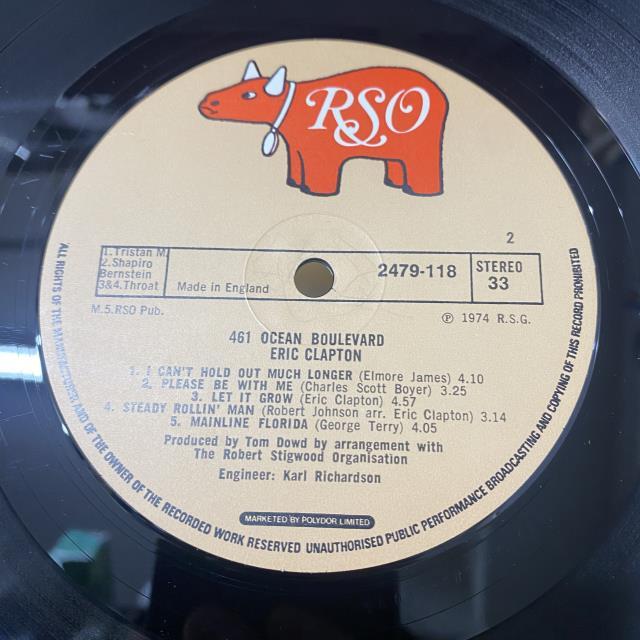 RSO
2
1.Tristan M.
2.Shapiro
Bernstein
3&4.Throat
Made in England
2479-118
STEREO
33
M.5.RSO Pub.
℗ 1974 R.S.G.
461 OCEAN BOULEVARD
ERIC CLAPTON
1. I CAN'T HOLD OUT MUCH LONGER (Elmore James) 4.10
2. PLEASE BE WITH ME (Charles Scott Boyer) 3.25
3. LET IT GROW (Eric Clapton) 4.57
4. STEADY ROLLIN' MAN (Robert Johnson arr. Eric Clapton) 3.14
5. MAINLINE FLORIDA (George Terry) 4.05
Produced by Tom Dowd by arrangement with
The Robert Stigwood Organisation
Engineer: Karl Richardson
MARKETED BY POLYDOR LIMITED
ALL RIGHTS OF THE MANUFACTURER AND OF THE OWNER OF THE RECORDED WORK RESERVED UNAUTHORISED PUBLIC PERFORMANCE BROADCASTING AND COPYING OF THIS RECORD PROHIBITED